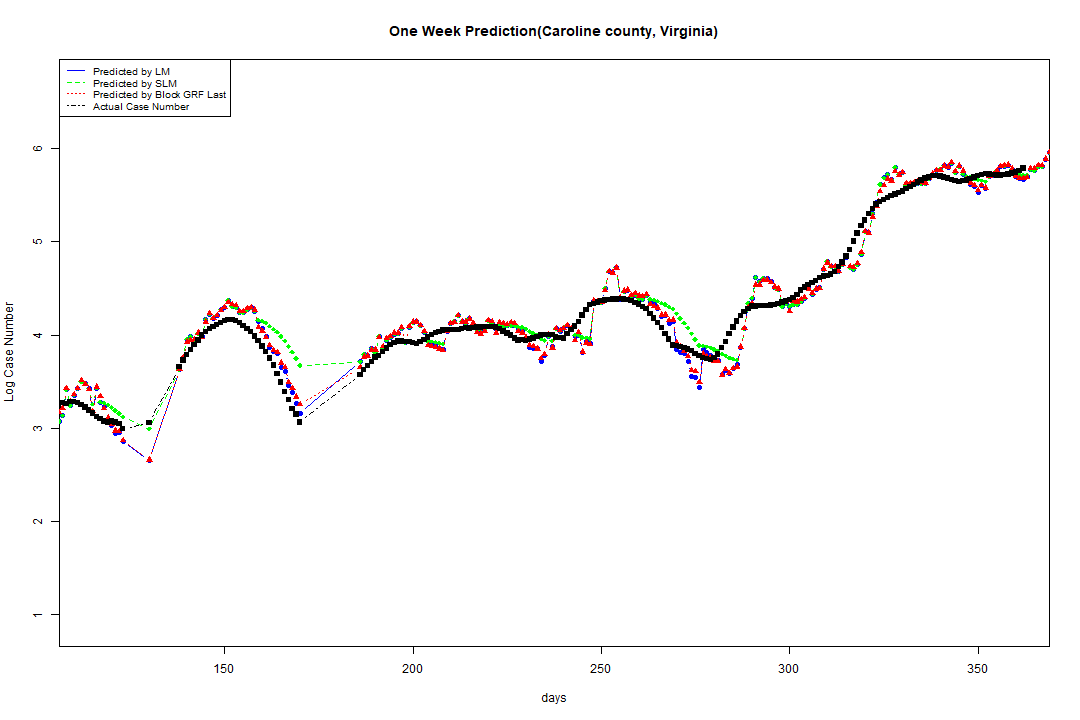 One Week Prediction(Caroline county, Virginia)
Predicted by LM
Predicted by SLM
Predicted by Block GRF Last
Actual Case Number
Log Case Number
6
5
4
3
2
1
150 200 250 300 350
days